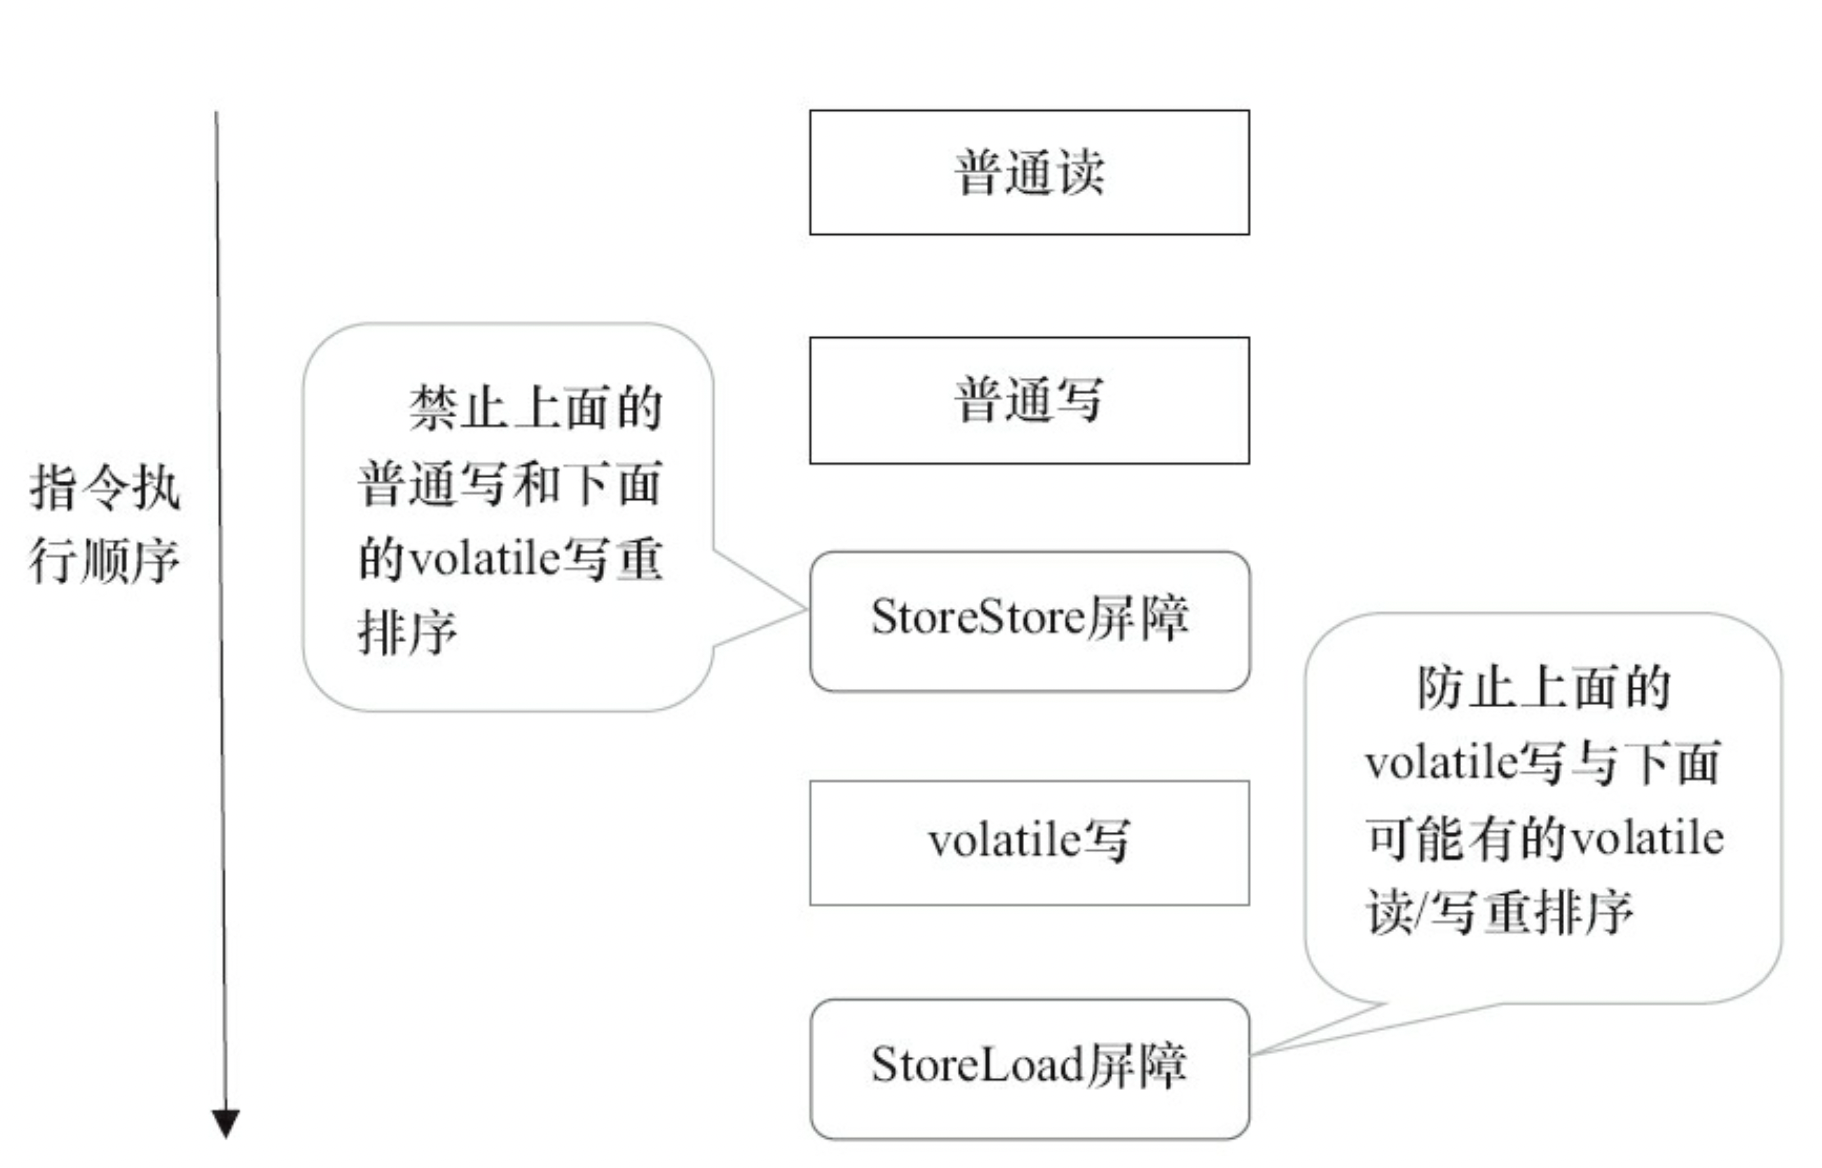 普通读
普通写
禁止上面的
普通写和下面
的volatile写重
排序
指令执
行顺序
StoreStore屏障
防止上面的
volatile写与下面
可能有的volatile
读/写重排序
volatile写
StoreLoad屏障